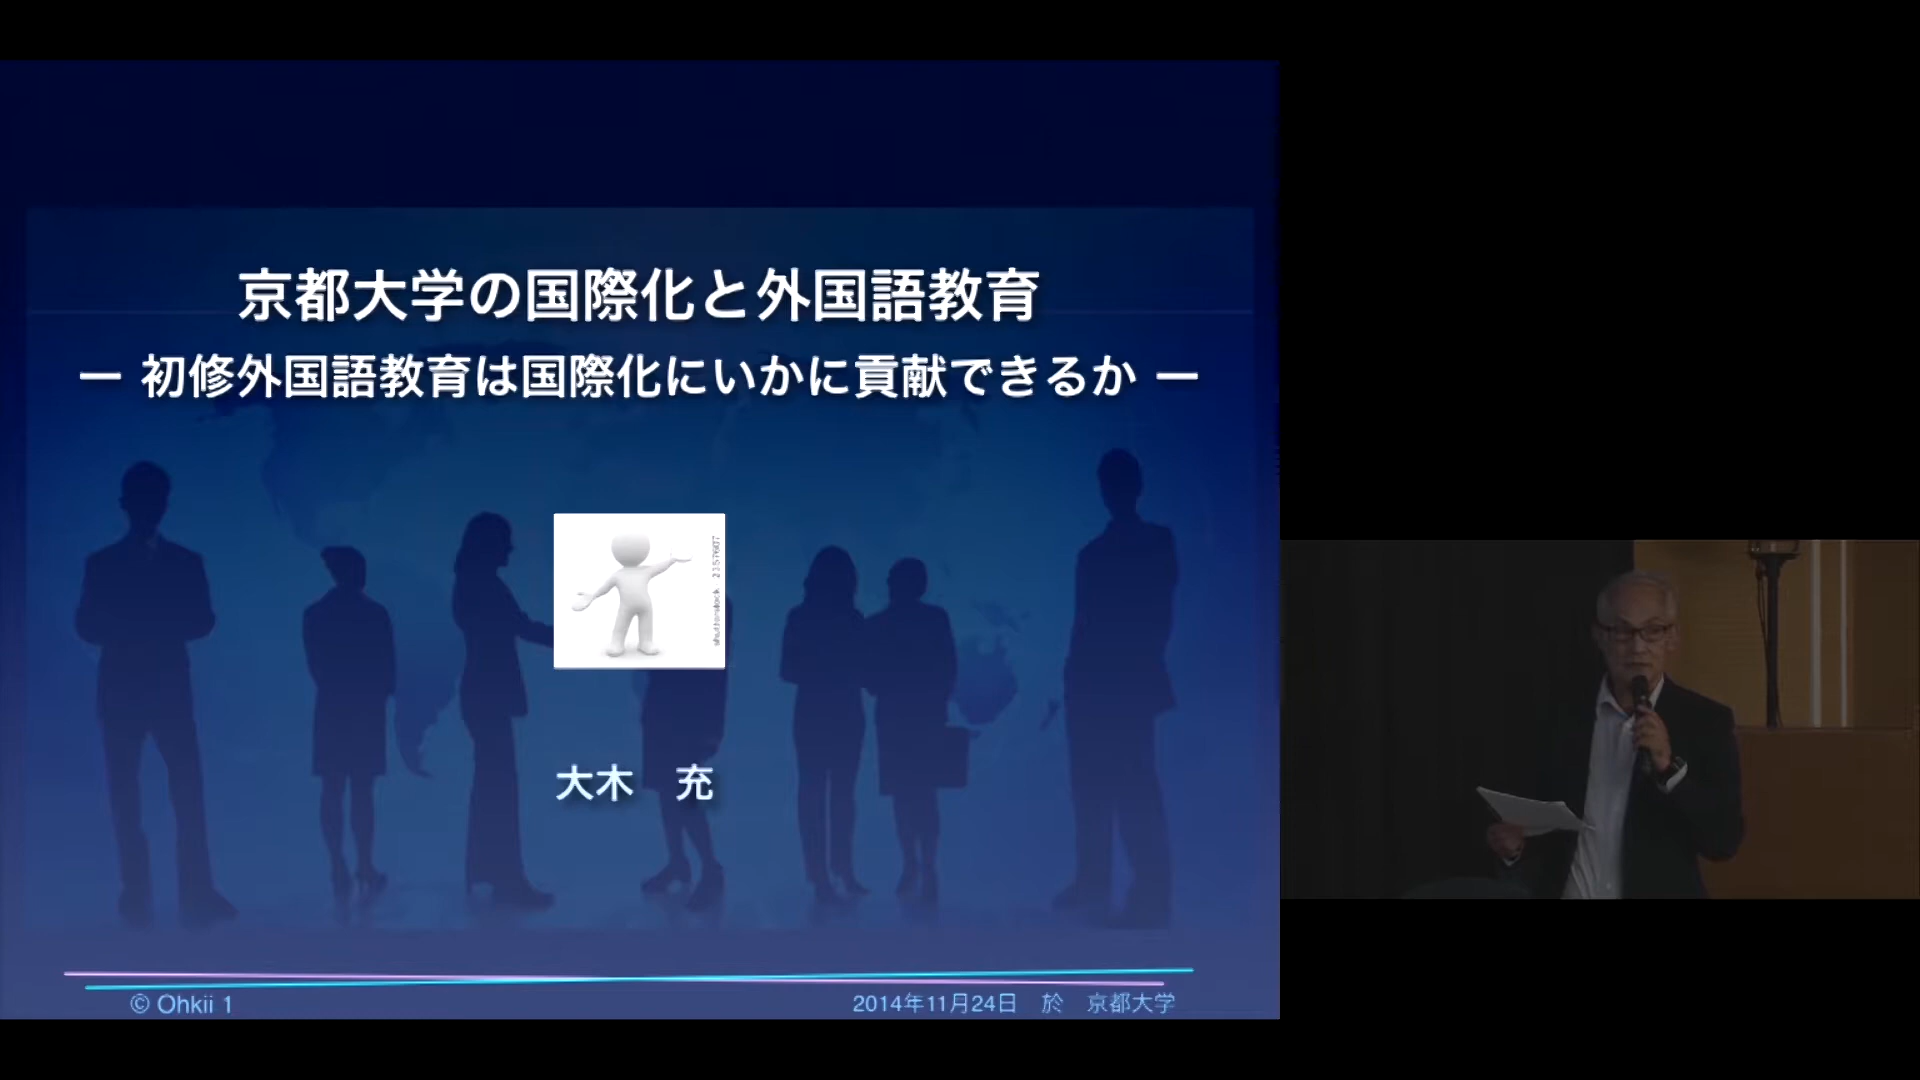 京都大学の国際化と外国語教育
ー 初修外国語教育は国際化にいかに貢献できるか ー
shutterstock
大木　充
© Ohkii 1
2014年11月24日　於　京都大学